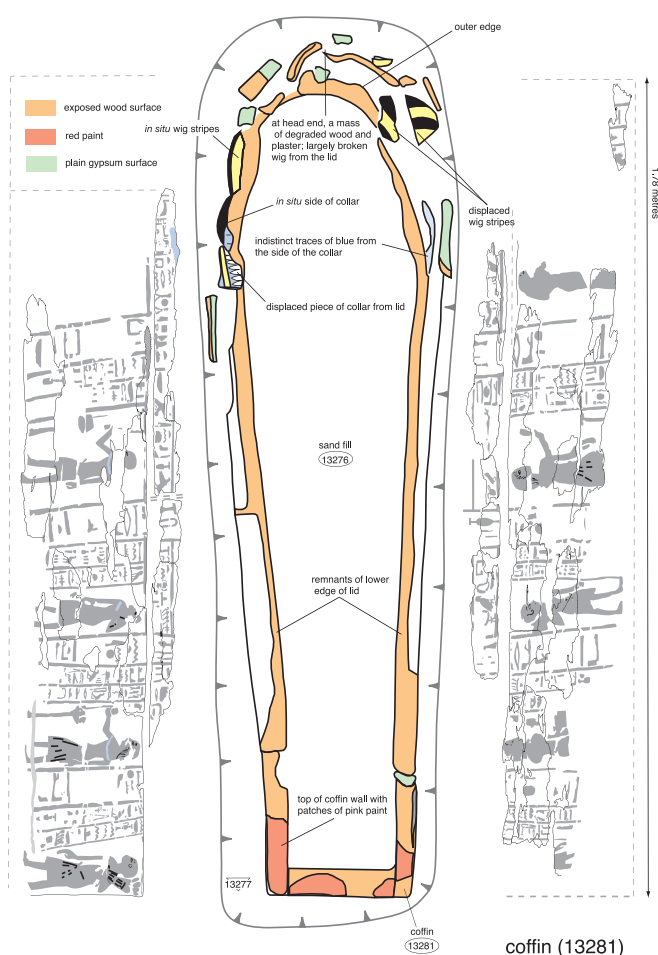 outer edge
exposed wood surface
red paint
plain gypsum surface
in situ wig stripes
at head end, a mass
of degraded wood and
plaster; largely broken
wig from the lid
1.78 metres
in situ side of collar
displaced
wig stripes
indistinct traces of blue from
the side of the collar
displaced piece of collar from lid
sand fill
13276
remnants of lower
edge of lid
top of coffin wall with
patches of pink paint
13277
coffin
13281
coffin (13281)